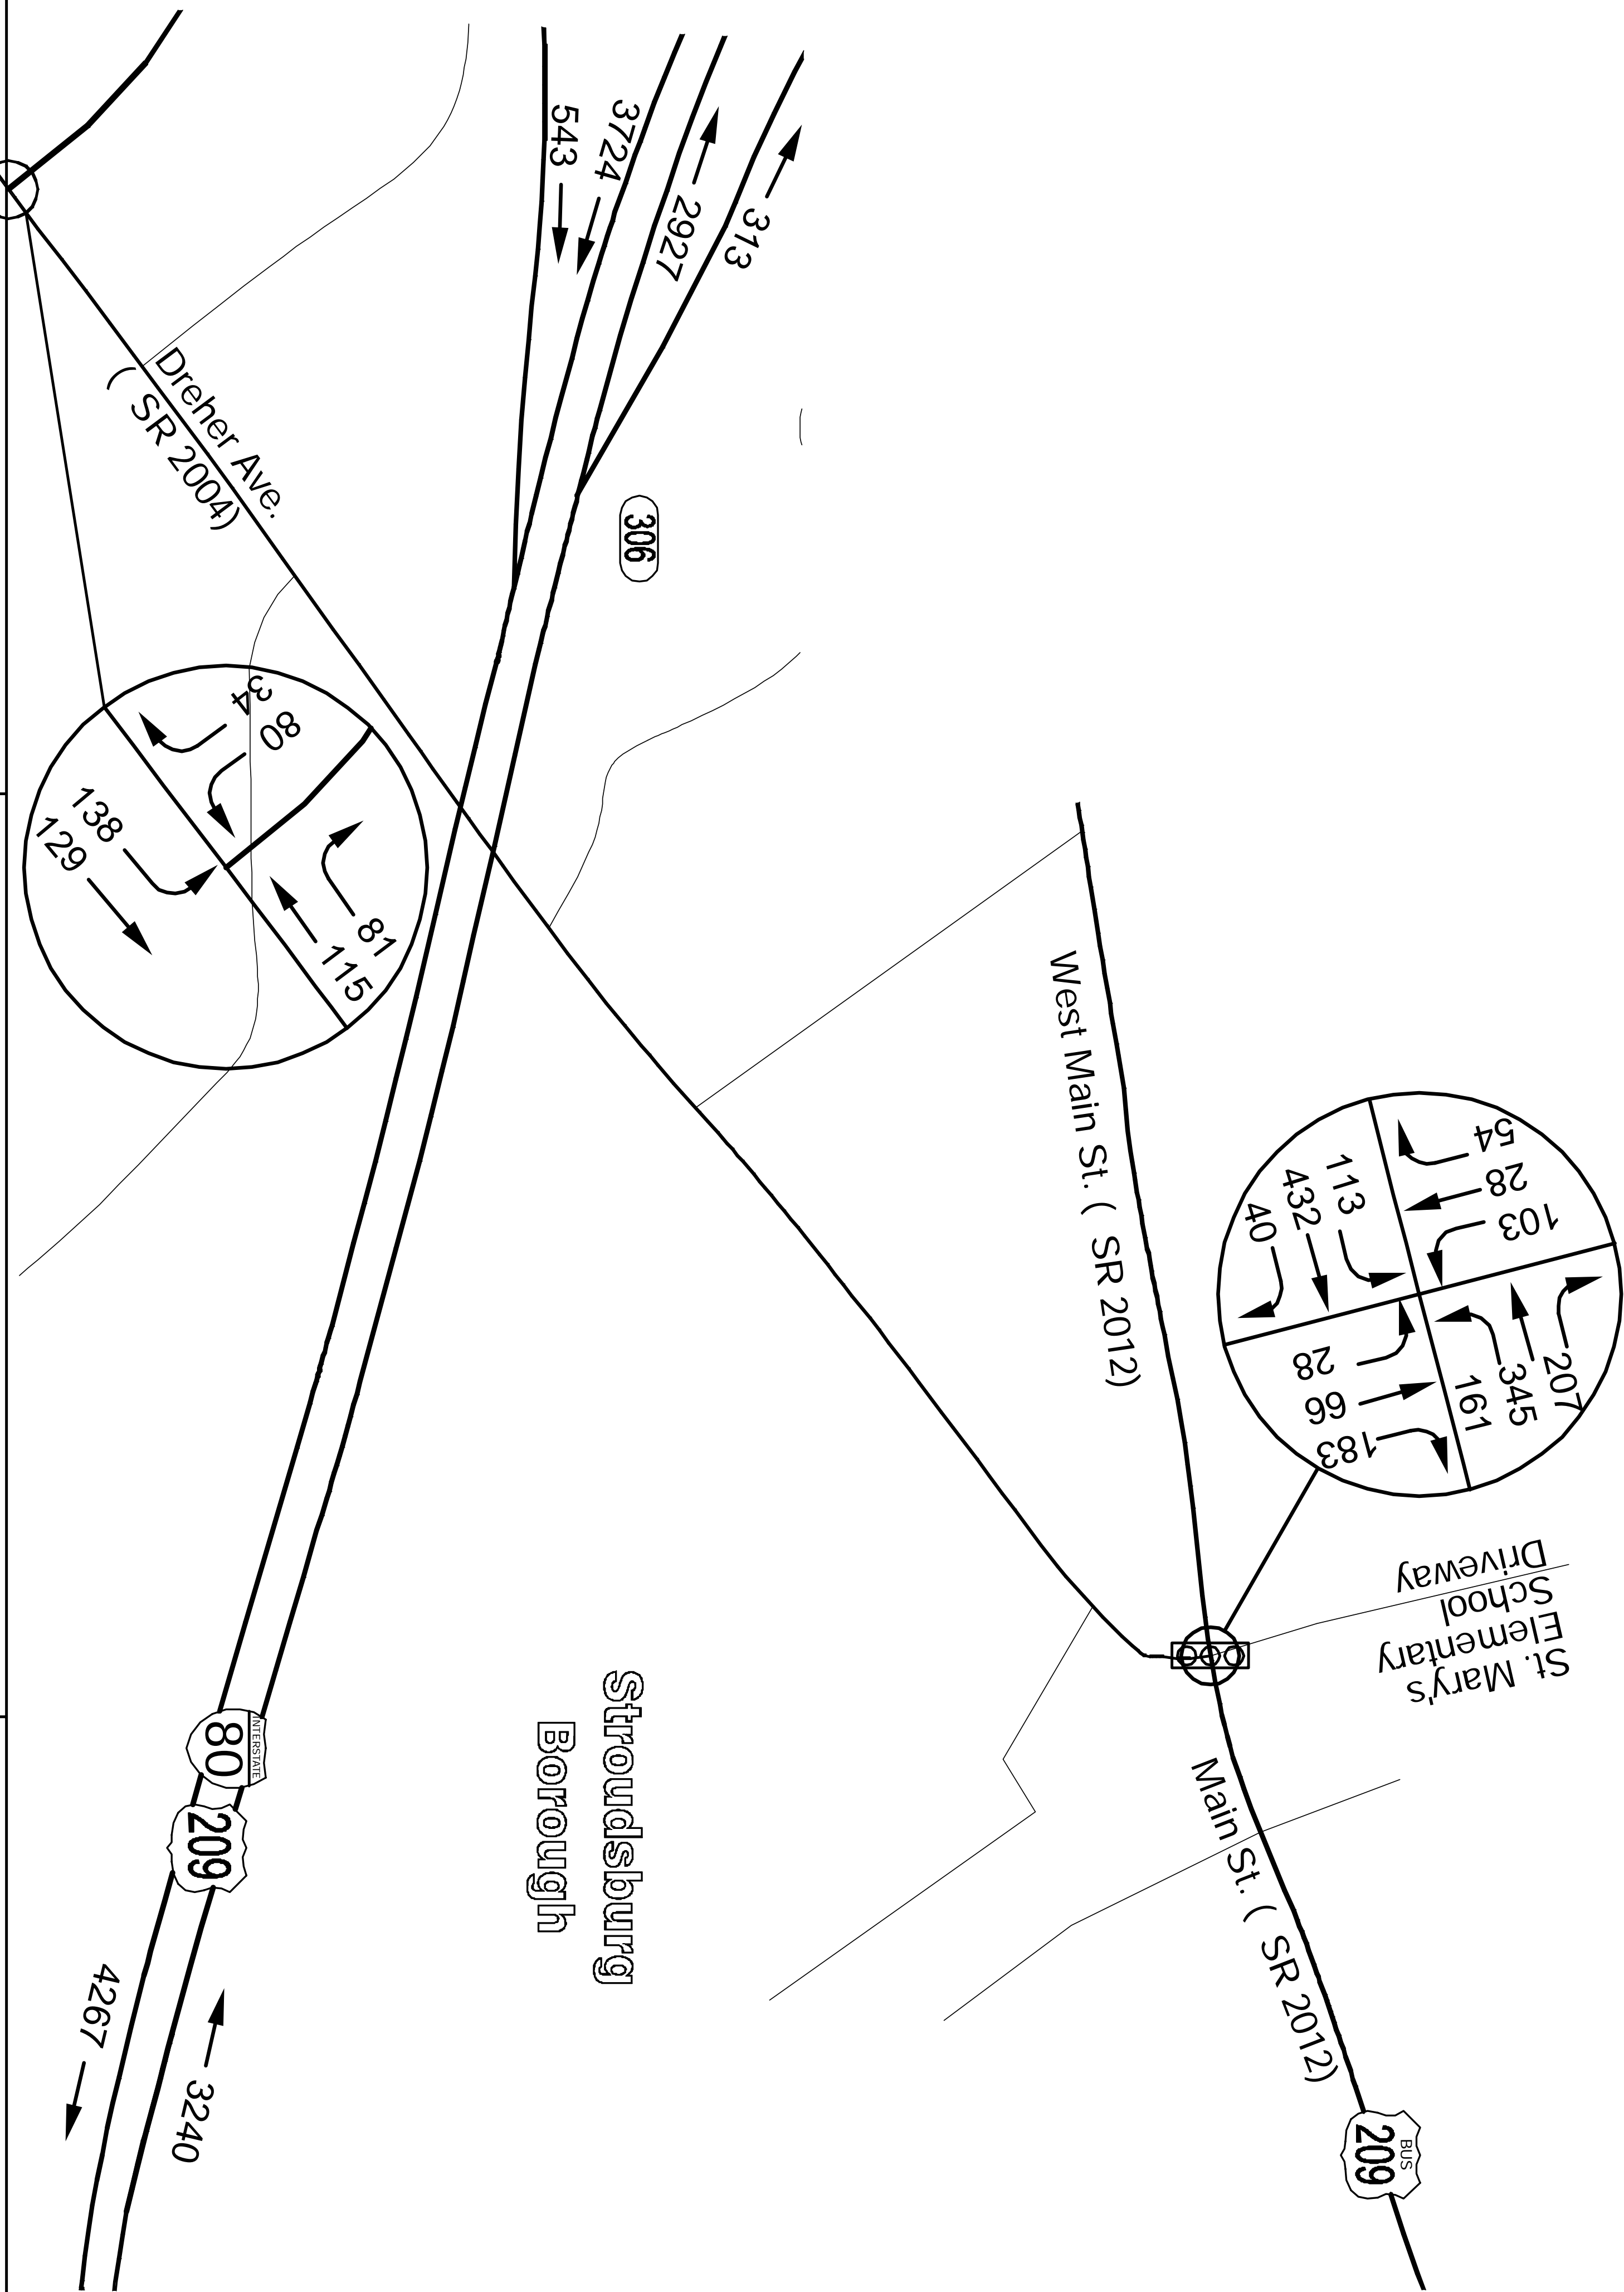 543
3724
2927
313
Dreher Ave.
( SR 2004)
306
34
80
138
129
81
115
West Main St. ( SR 2012)
54
28
103
113
432
40
28
66
183
161
345
207
St. Mary's
Elementary
School
Driveway
Stroudsburg
Borough
INTERSTATE
80
209
Main St. ( SR 2012)
4267
3240
BUS
209